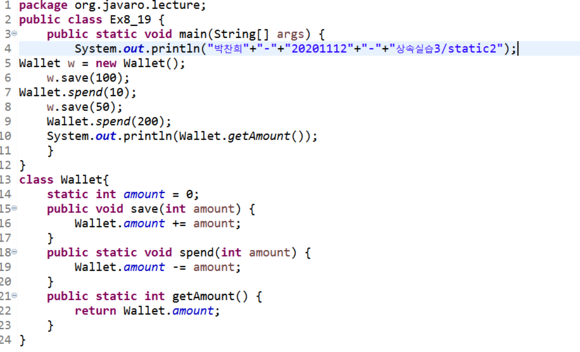 1 package org.javaro.lecture;
2 public class Ex8_19 {
3 public static void main(String[] args) {
4 System.out.println("박찬희"+"-"+"20201112"+"-"+"상속실습3/static2");
5 Wallet w = new Wallet();
6 w.save(100);
7 Wallet.spend(10);
8 w.save(50);
9 Wallet.spend(200);
10 System.out.println(Wallet.getAmount());
11 }
12 }
13 class Wallet{
14 static int amount = 0;
15 public void save(int amount) {
16 Wallet.amount += amount;
17 }
18 public static void spend(int amount) {
19 Wallet.amount -= amount;
20 }
21 public static int getAmount() {
22 return Wallet.amount;
23 }
24 }